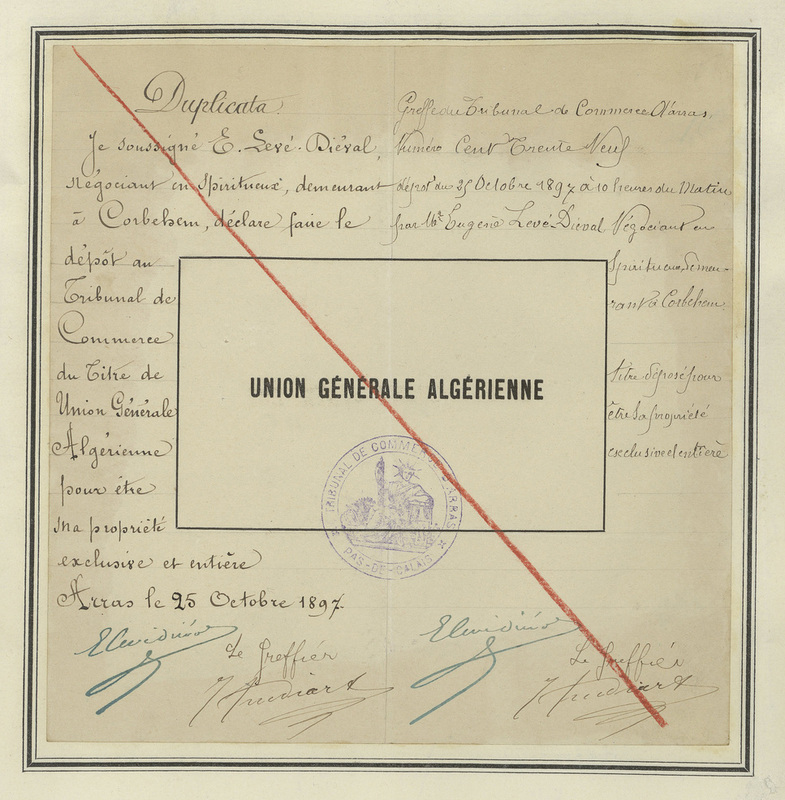 Duplicata
Je soussigné E. Levé-Diéval,
Négociant en Spiritueux, demeurant
à Corbehem, déclare faire le
dépôt au
Tribunal de
Commerce
du Titre de
Union Générale
Algérienne
pour être
ma propriété
exclusive et entière
Arras le 25 Octobre 1897.
Le Greffier
Greffe du Tribunal de Commerce d'Arras.
Numéro Cent Trente Neuf
dépôt du 25 Octobre 1897 à 10 heures du Matin
par Mr Eugène Levé Diéval Négociant en
Spiritueux, demeu-
rant à Corbehem.
titre déposé pour
être sa propriété
exclusive et entière
Le Greffier
UNION GÉNÉRALE ALGÉRIENNE
TRIBUNAL DE COMMERCE D'ARRAS
PAS-DE-CALAIS